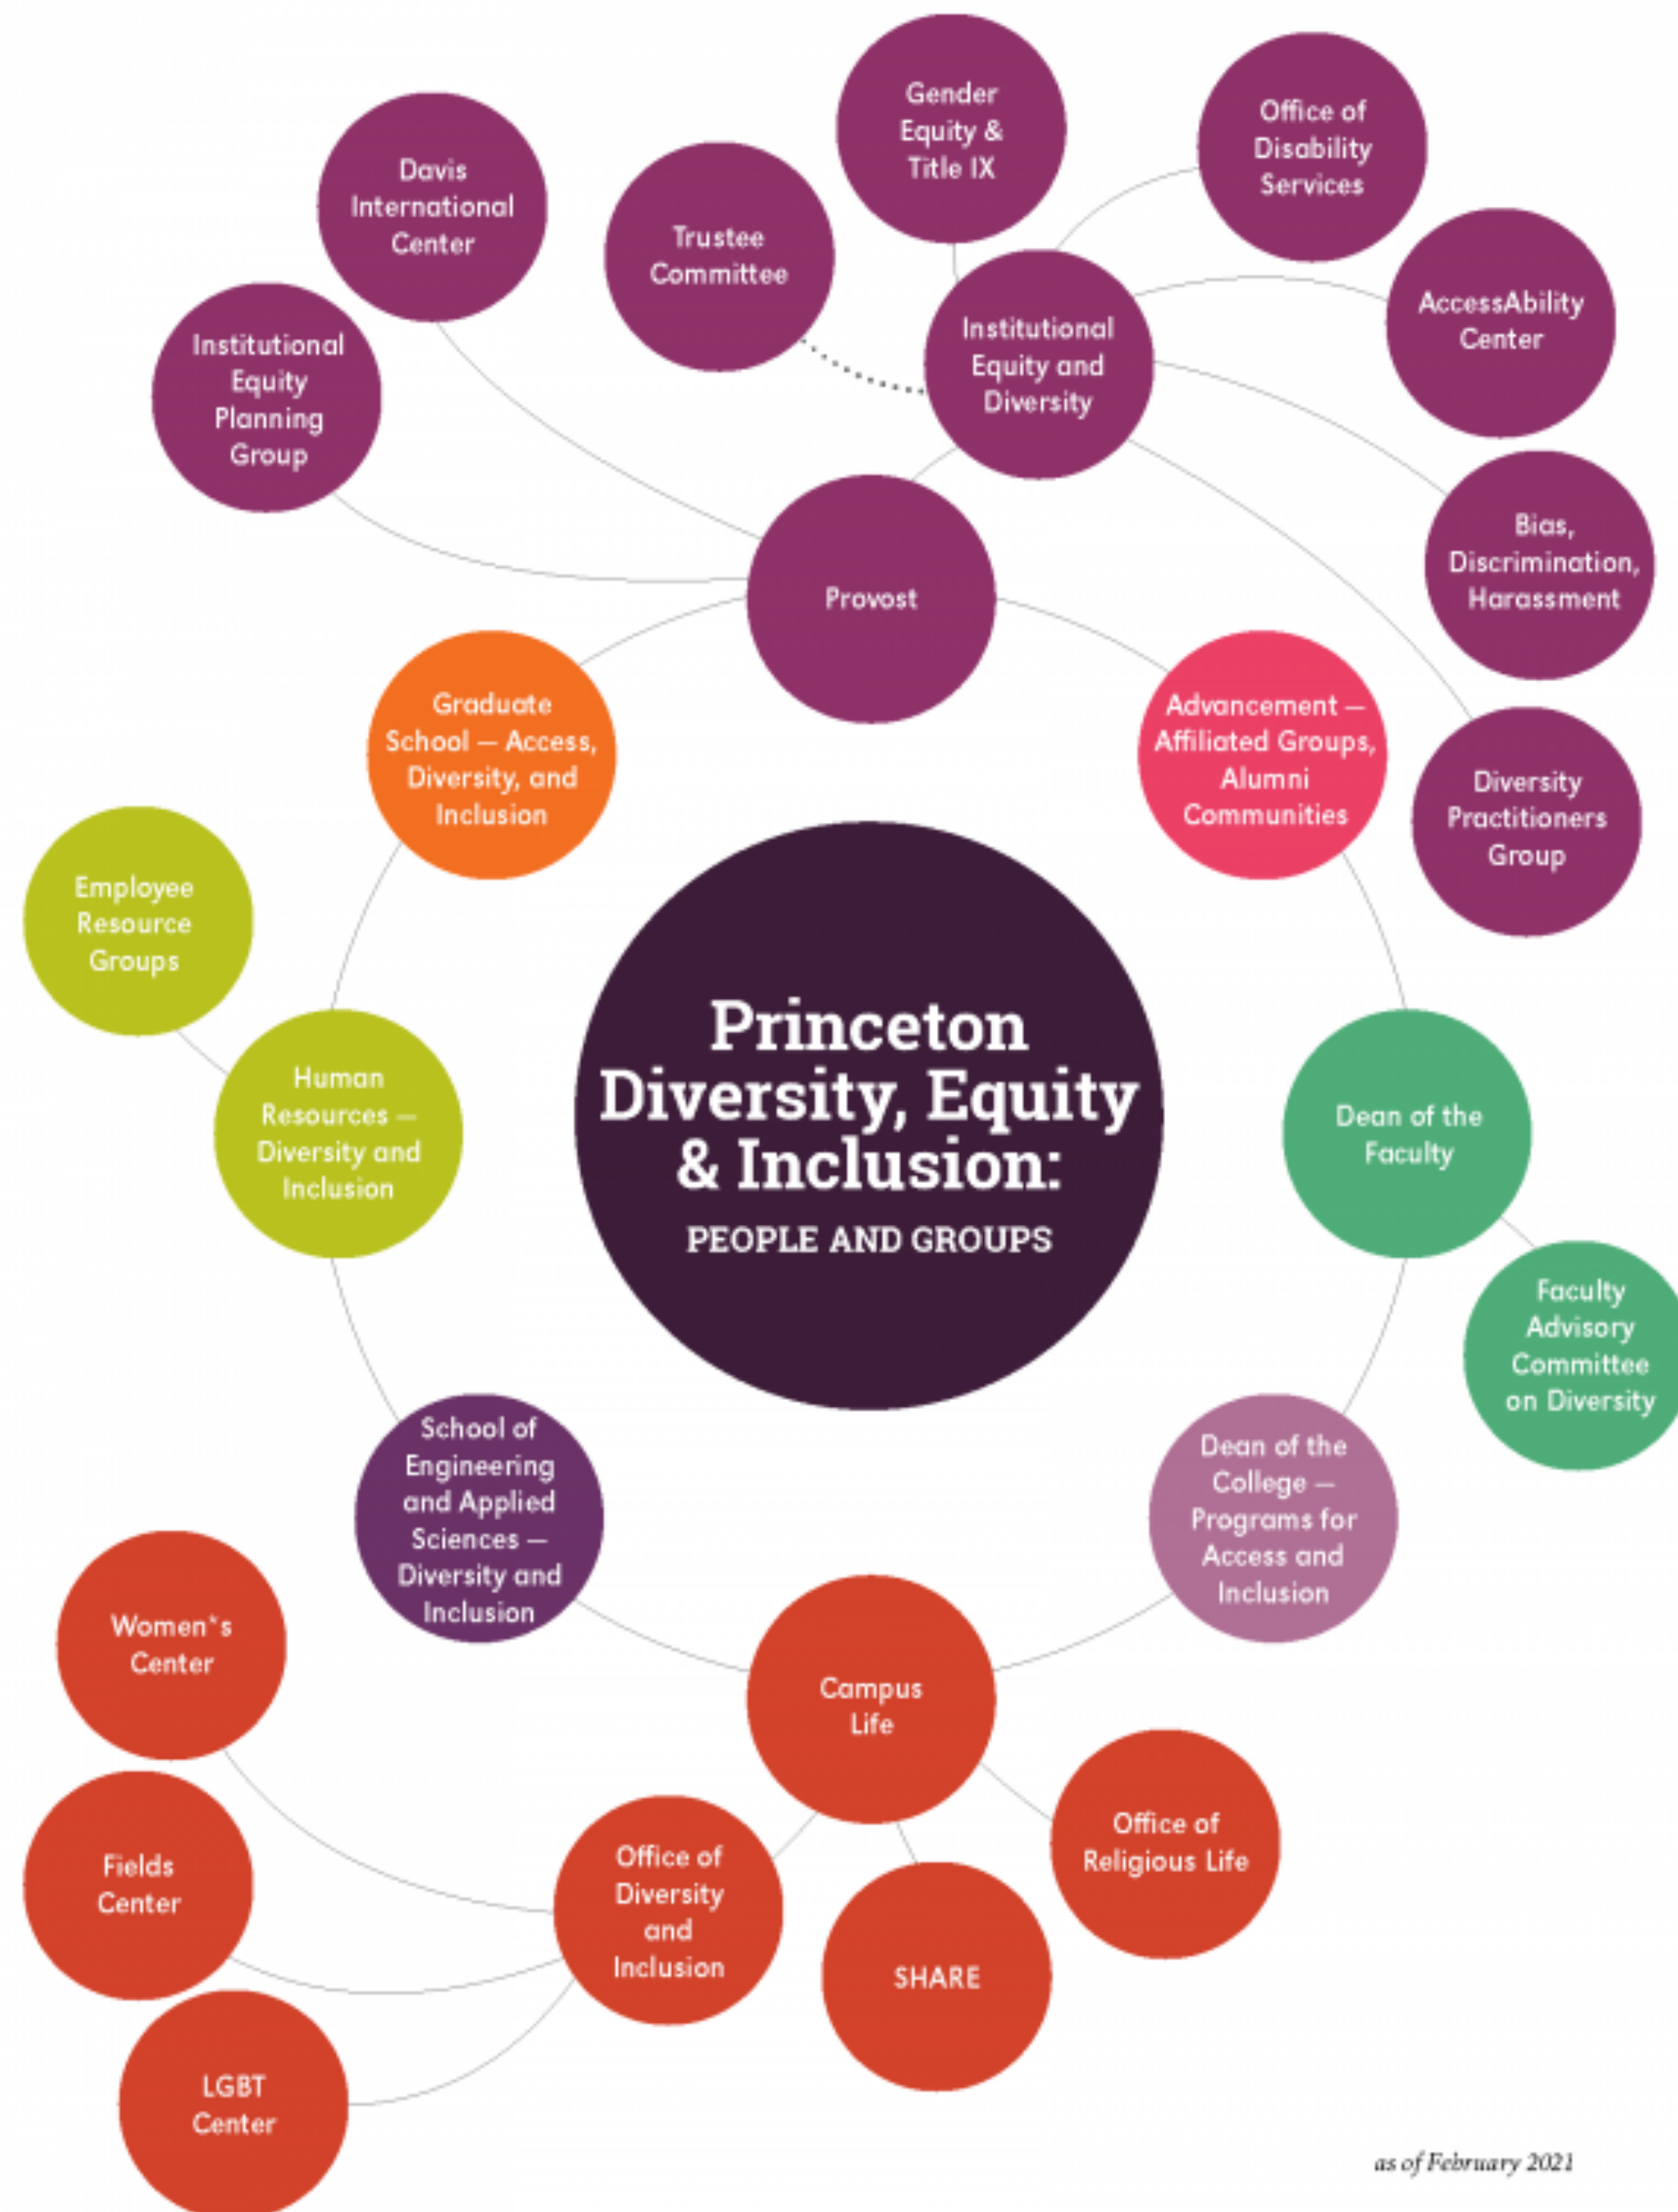 Gender
Equity &
Title IX
Office of
Disability
Services
Davis
International
Center
Trustee
Committee
AccessAbility
Center
Institutional
Equity and
Diversity
Institutional
Equity
Planning
Group
Bias,
Discrimination,
Harassment
Provost
Graduate
School — Access,
Diversity, and
Inclusion
Advancement —
Affiliated Groups,
Alumni
Communities
Diversity
Practitioners
Group
Employee
Resource
Groups
Princeton
Diversity, Equity
& Inclusion:
PEOPLE AND GROUPS
Human
Resources —
Diversity and
Inclusion
Dean of the
Faculty
Faculty
Advisory
Committee
on Diversity
School of
Engineering
and Applied
Sciences —
Diversity and
Inclusion
Dean of the
College —
Programs for
Access and
Inclusion
Women*s
Center
Campus
Life
Office of
Religious Life
Fields
Center
Office of
Diversity
and
Inclusion
SHARE
LGBT
Center
as of February 2021